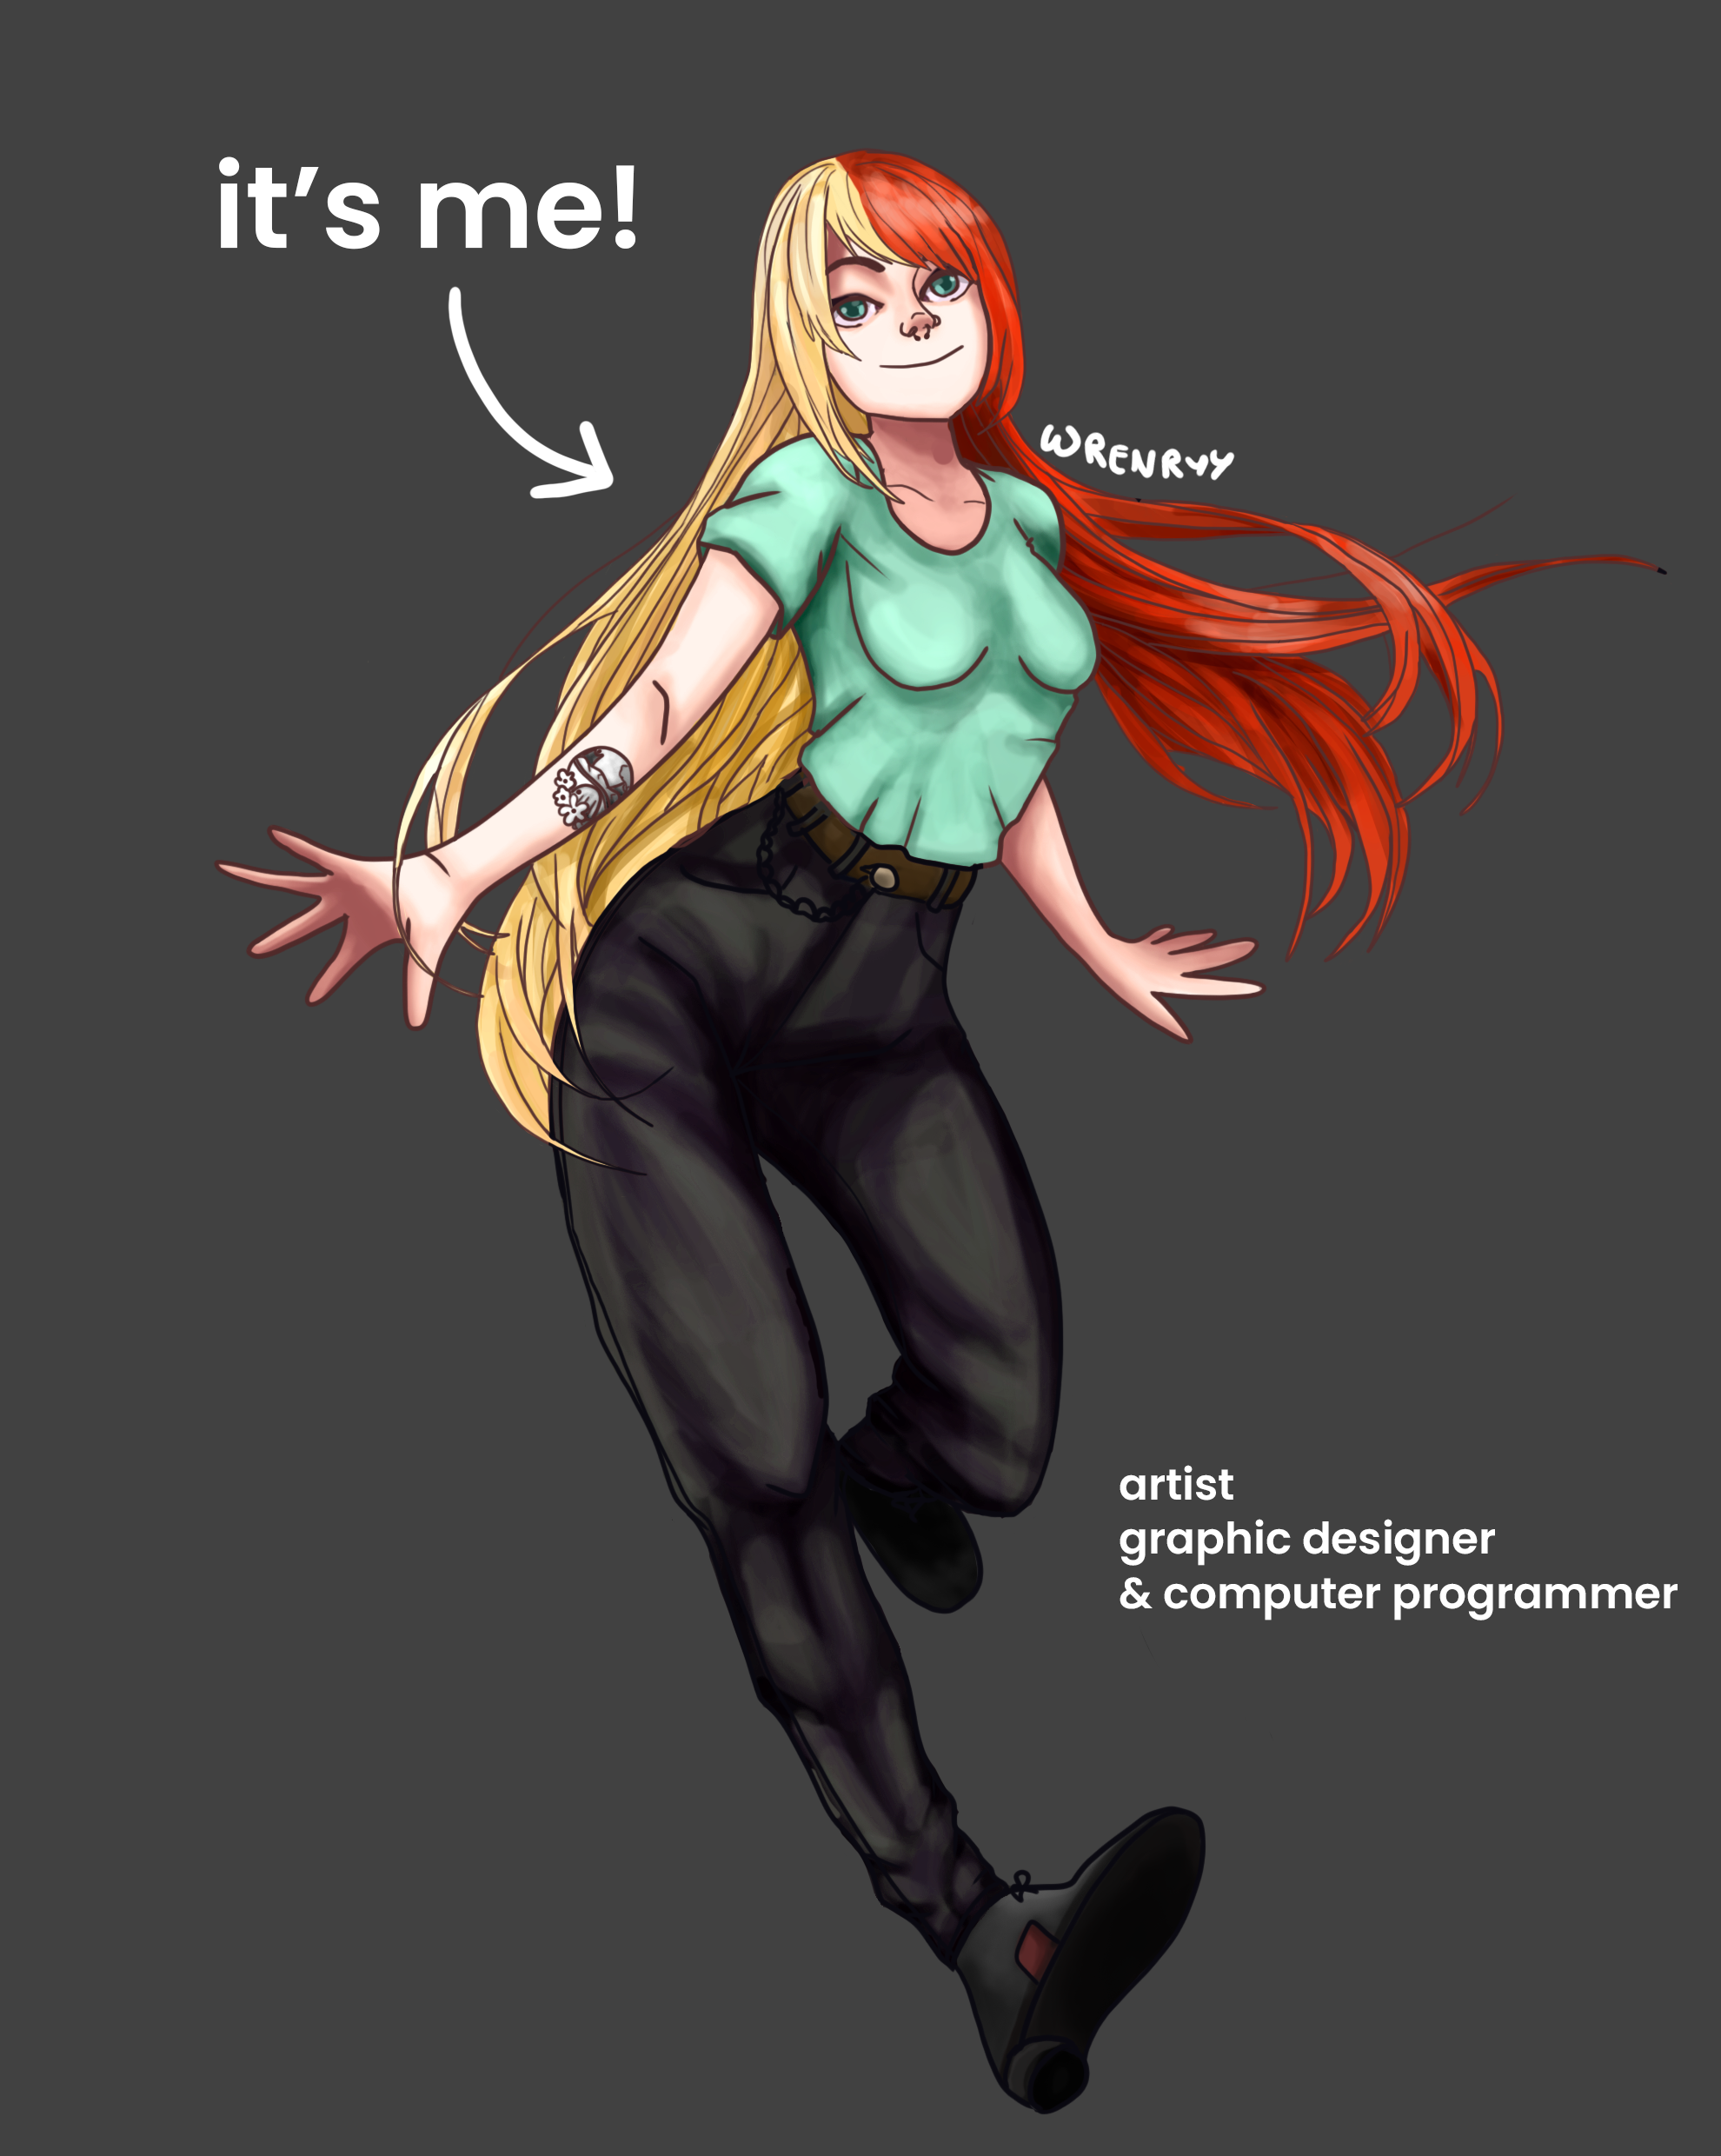 it's me!
WRENRYY
artist
graphic designer
& computer programmer